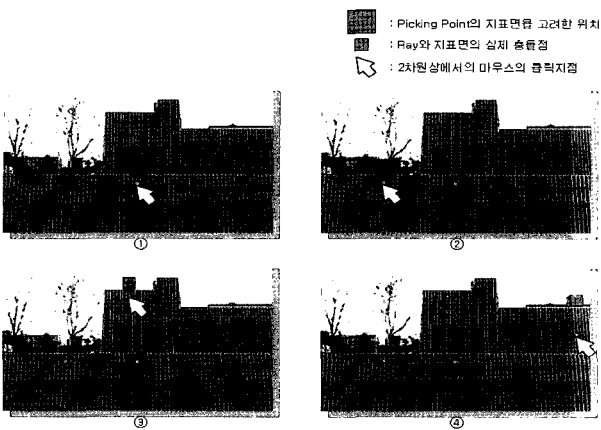 : Picking Point의 지표면을 고려한 위치
: Ray와 지표면의 실제 충돌점
: 2차원상에서의 마우스의 클릭지점
①
②
③
④